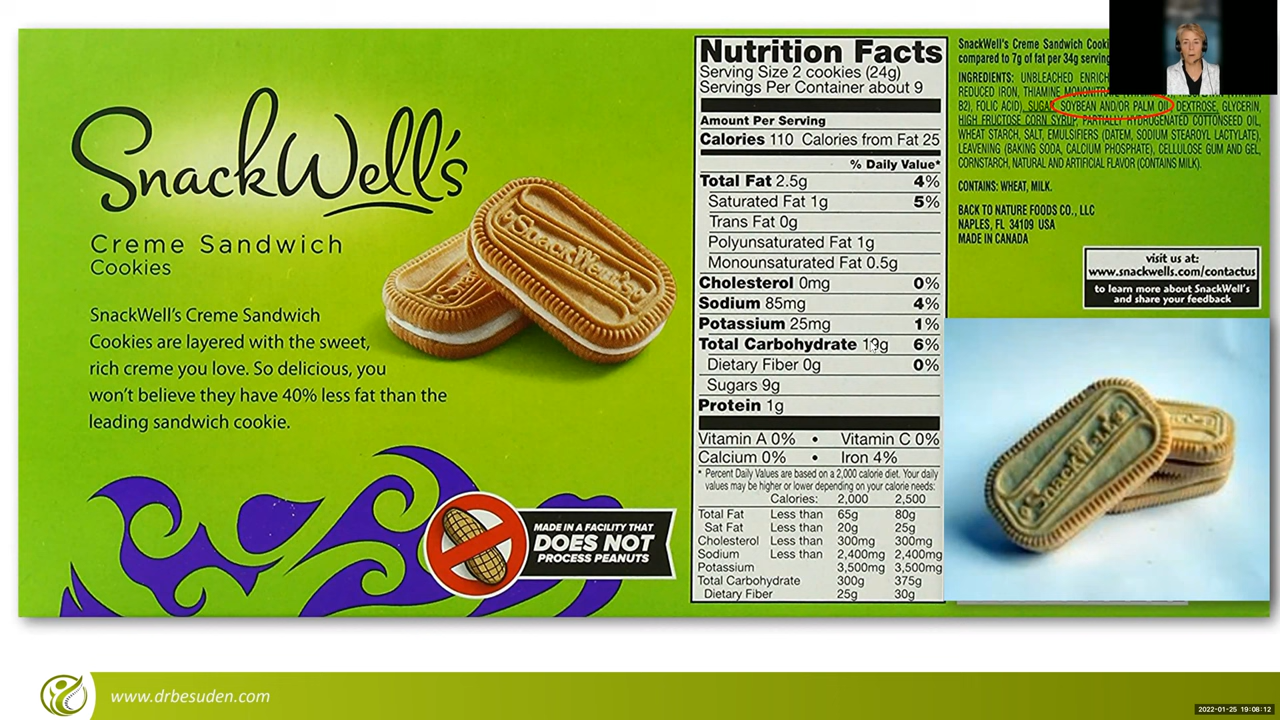 SnackWell's
Creme Sandwich
Cookies
SnackWell's Creme Sandwich
Cookies are layered with the sweet,
rich creme you love. So delicious, you
won't believe they have 40% less fat than the
leading sandwich cookie.
MADE IN A FACILITY THAT
DOES NOT
PROCESS PEANUTS
Nutrition Facts
Serving Size 2 cookies (24g)
Servings Per Container about 9
Amount Per Serving
Calories 110 Calories from Fat 25
% Daily Value*
Total Fat 2.5g 4%
Saturated Fat 1g 5%
Trans Fat 0g
Polyunsaturated Fat 1g
Monounsaturated Fat 0.5g
Cholesterol 0mg 0%
Sodium 85mg 4%
Potassium 25mg 1%
Total Carbohydrate 19g 6%
Dietary Fiber 0g 0%
Sugars 9g
Protein 1g
Vitamin A 0% • Vitamin C 0%
Calcium 0% • Iron 4%
* Percent Daily Values are based on a 2,000 calorie diet. Your daily
values may be higher or lower depending on your calorie needs:
Calories: 2,000 2,500
Total Fat Less than 65g 80g
Sat Fat Less than 20g 25g
Cholesterol Less than 300mg 300mg
Sodium Less than 2,400mg 2,400mg
Potassium 3,500mg 3,500mg
Total Carbohydrate 300g 375g
Dietary Fiber 25g 30g
SnackWell's Creme Sandwich
compared to 7g of fat per 34g serving
INGREDIENTS: UNBLEACHED
REDUCED IRON, THIAMINE
B2), FOLIC ACID), SUGAR, SOYBEAN AND/OR PALM OIL, DEXTROSE, GLYCERIN,
HIGH FRUCTOSE CORN SYRUP, PARTIALLY HYDROGENATED COTTONSEED OIL,
WHEAT STARCH, SALT, EMULSIFIERS (DATEM, SODIUM STEAROYL LACTYLATE),
LEAVENING (BAKING SODA, CALCIUM PHOSPHATE), CELLULOSE GUM AND GEL,
CORNSTARCH, NATURAL AND ARTIFICIAL FLAVOR (CONTAINS MILK).
CONTAINS: WHEAT, MILK.
BACK TO NATURE FOODS CO., LLC
NAPLES, FL 34109 USA
MADE IN CANADA
visit us at:
www.snackwells.com/contactus
to learn more about SnackWell's
and share your feedback
SnackWell's
www.drbesuden.com
2022-01-25 19:08:12